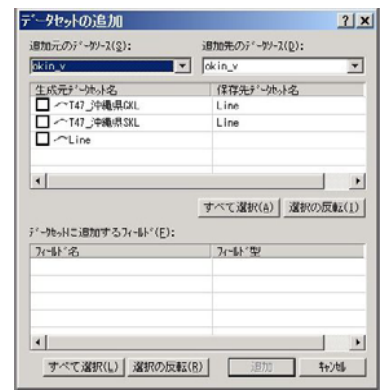 データセットの追加
追加元のデータソース(S): 追加先のデータソース(D):
okin_v okin_v
生成元データセット名 保存先データセット名
T47_沖縄県GKL Line
T47_沖縄県SKL Line
Line
すべて選択(A) 選択の反転(I)
データセットに追加するフィールド(F):
フィールド名 フィールド型
すべて選択(L) 選択の反転(R) 追加 キャンセル